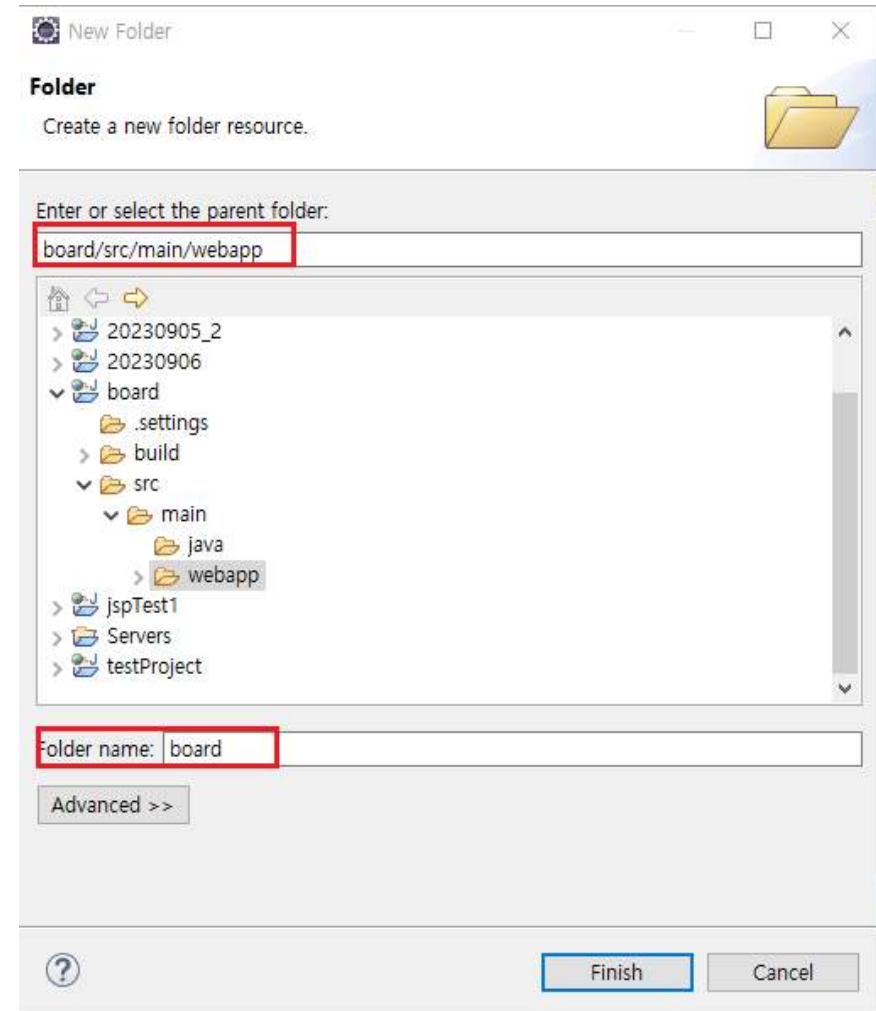 New Folder
Folder
Create a new folder resource.
Enter or select the parent folder:
board/src/main/webapp
20230905_2
20230906
board
.settings
build
src
main
java
webapp
jspTest1
Servers
testProject
Folder name: board
Advanced >>
Finish Cancel